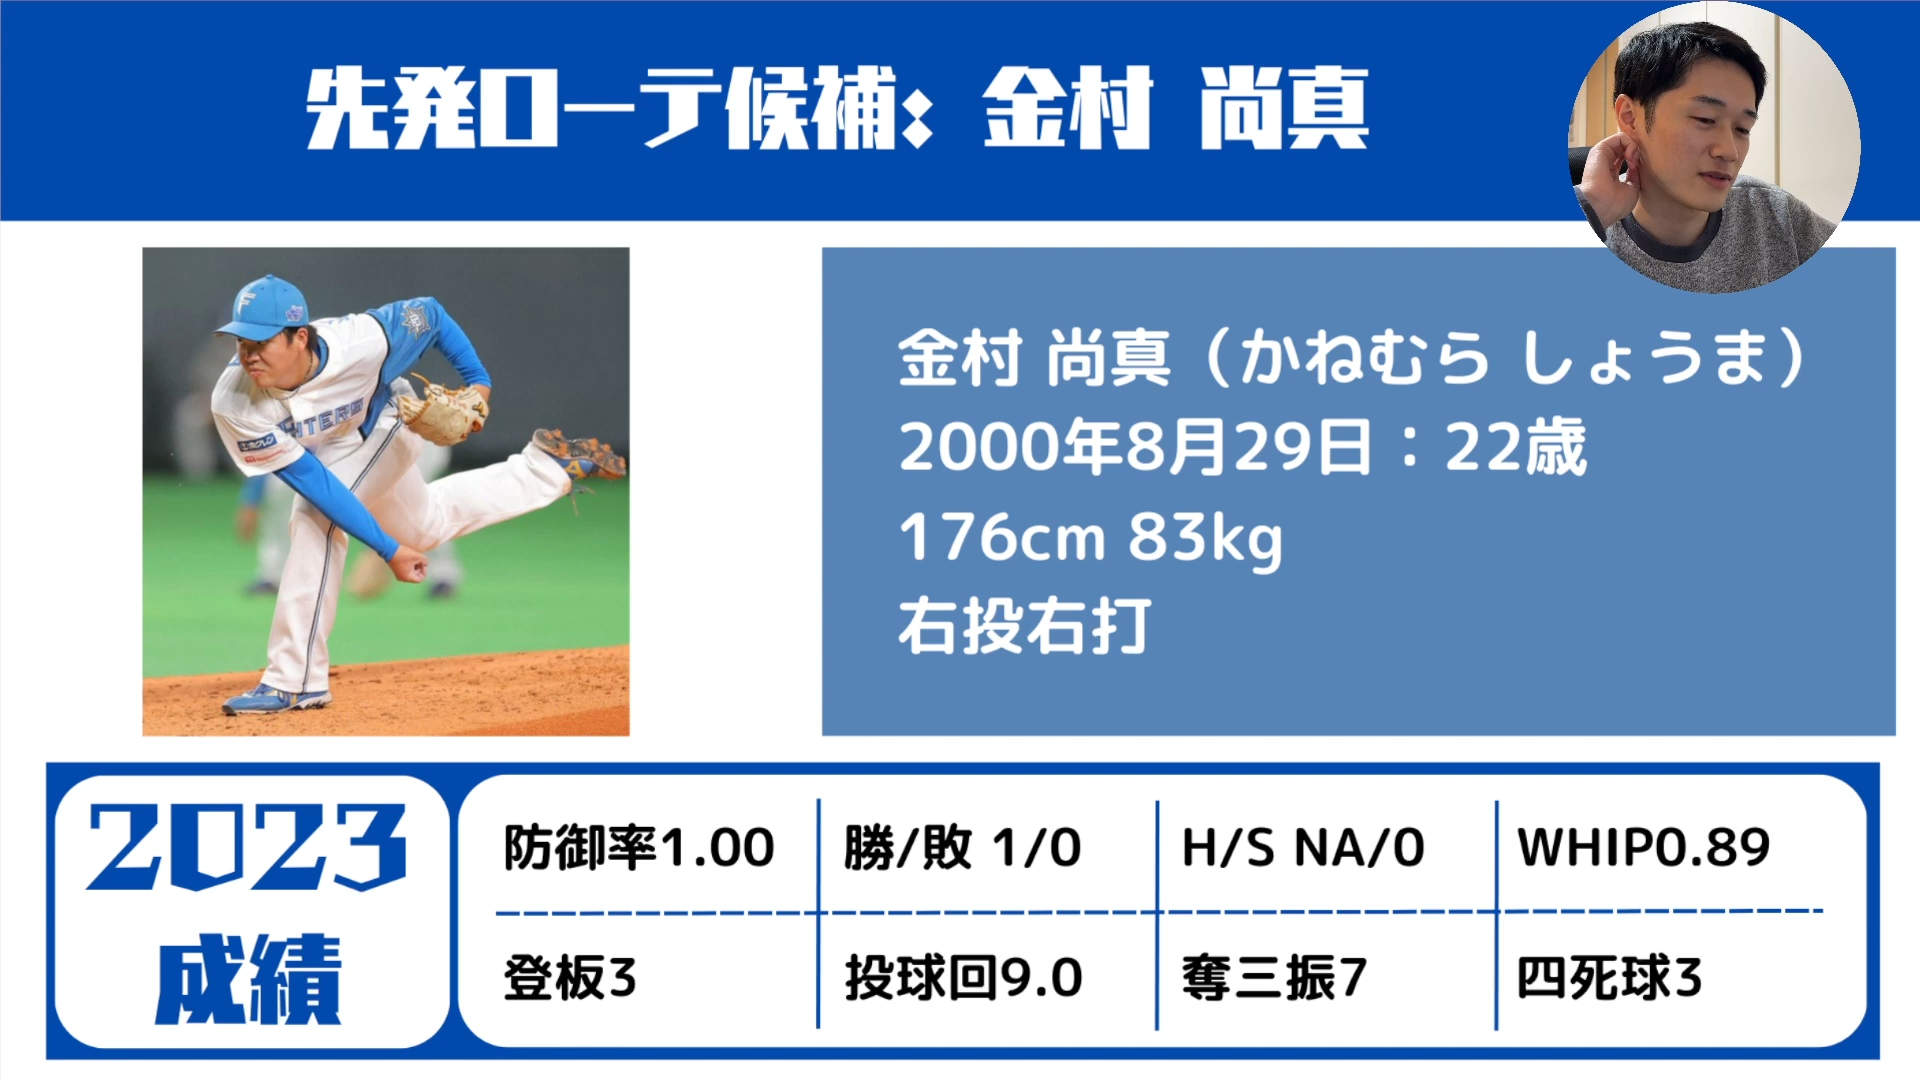 先発ローテ候補: 金村 尚真
金村 尚真（かねむら しょうま）
2000年8月29日：22歳
176cm 83kg
右投右打
2023
成績
防御率1.00
勝/敗 1/0
H/S NA/0
WHIP0.89
登板3
投球回9.0
奪三振7
四死球3